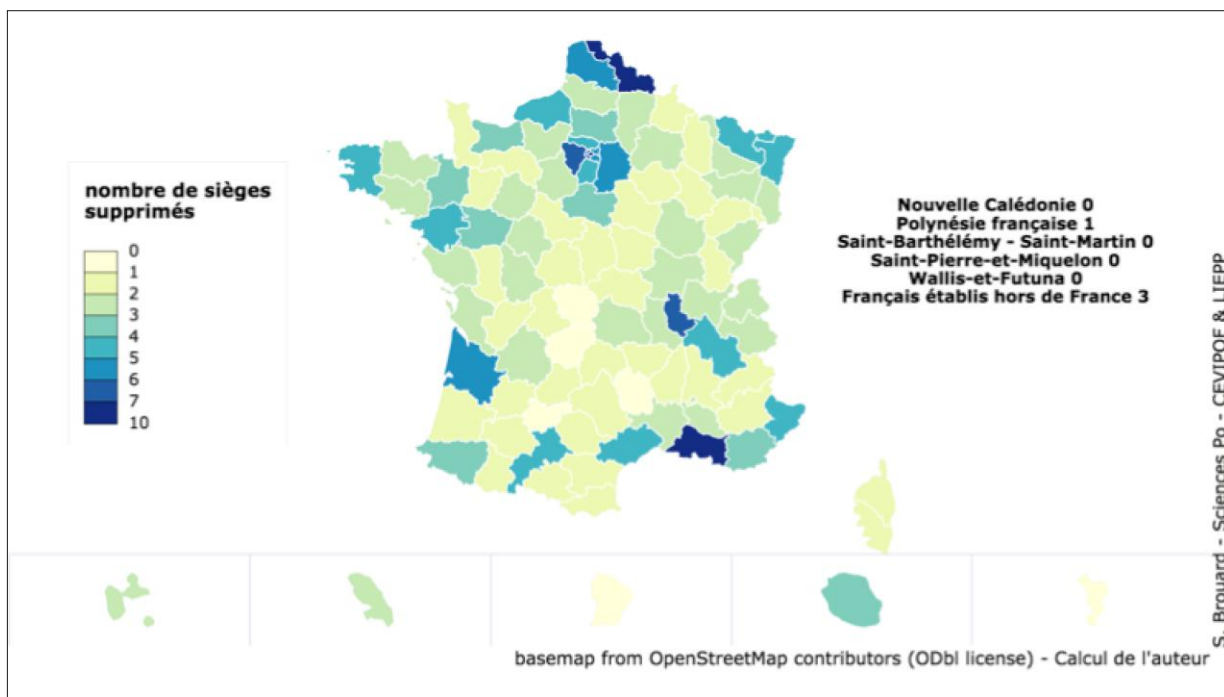 nombre de sièges
supprimés
0
1
2
3
4
5
6
7
10
Nouvelle Calédonie 0
Polynésie française 1
Saint-Barthélémy - Saint-Martin 0
Saint-Pierre-et-Miquelon 0
Wallis-et-Futuna 0
Français établis hors de France 3
S. Brouard - Sciences Po - CEVIPOF & LIEPP
basemap from OpenStreetMap contributors (ODbl license) - Calcul de l'auteur